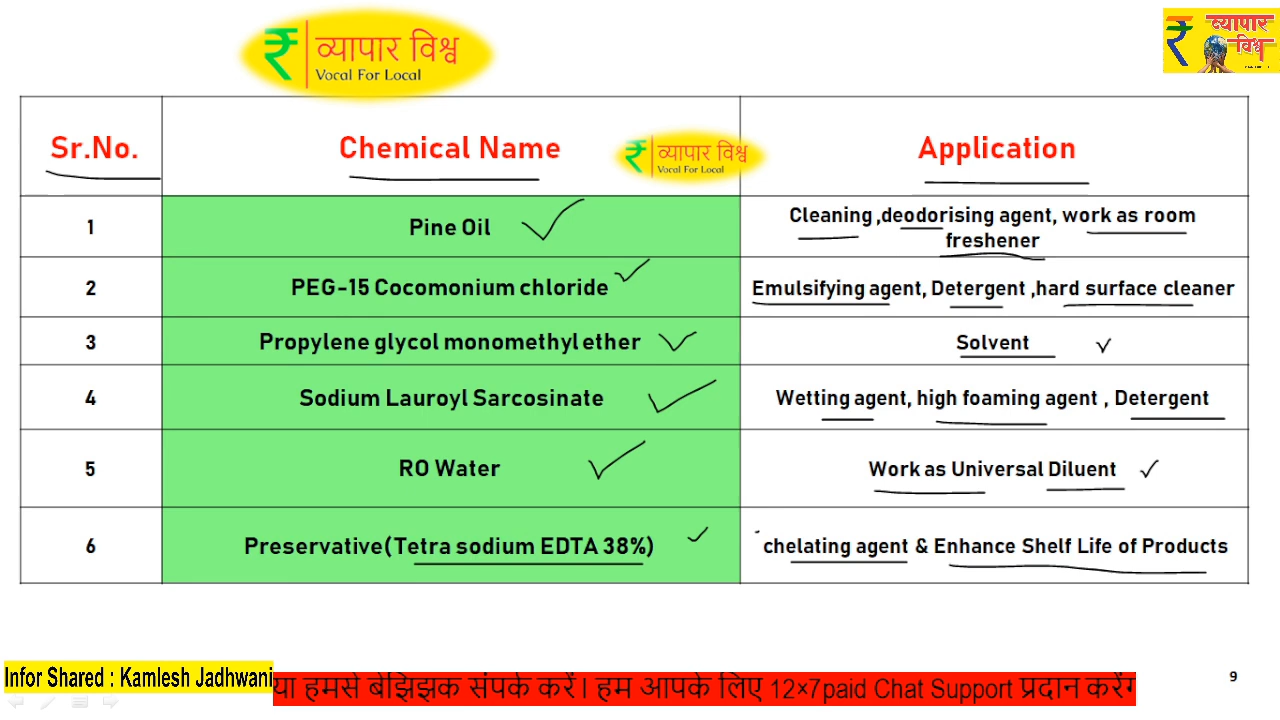 ₹ व्यापार विश्व
Vocal For Local
₹ व्यापार
विश्व
Sr.No.
Chemical Name
₹ व्यापार विश्व
Vocal For Local
Application
1
Pine Oil
Cleaning ,deodorising agent, work as room
freshener
2
PEG-15 Cocomonium chloride
Emulsifying agent, Detergent ,hard surface cleaner
3
Propylene glycol monomethyl ether
Solvent
4
Sodium Lauroyl Sarcosinate
Wetting agent, high foaming agent , Detergent
5
RO Water
Work as Universal Diluent
6
Preservative(Tetra sodium EDTA 38%)
chelating agent & Enhance Shelf Life of Products
9
Infor Shared : Kamlesh Jadhwani
या हमसे बेझिझक संपर्क करें। हम आपके लिए 12×7paid Chat Support प्रदान करेंग